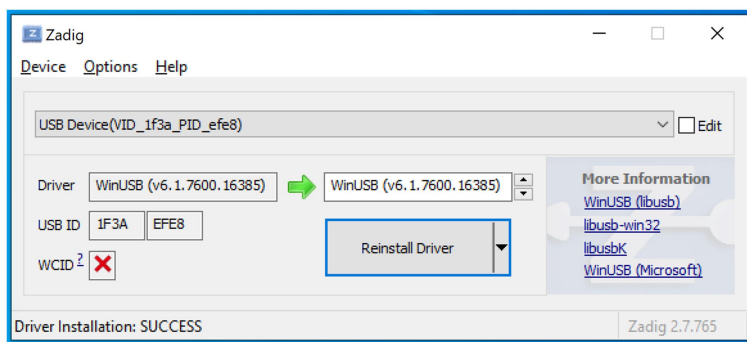 Zadig
Device Options Help
USB Device(VID_1f3a_PID_efe8)
Edit
Driver WinUSB (v6.1.7600.16385) WinUSB (v6.1.7600.16385)
USB ID 1F3A EFE8
WCID ?
Reinstall Driver
More Information
WinUSB (libusb)
libusb-win32
libusbK
WinUSB (Microsoft)
Driver Installation: SUCCESS
Zadig 2.7.765